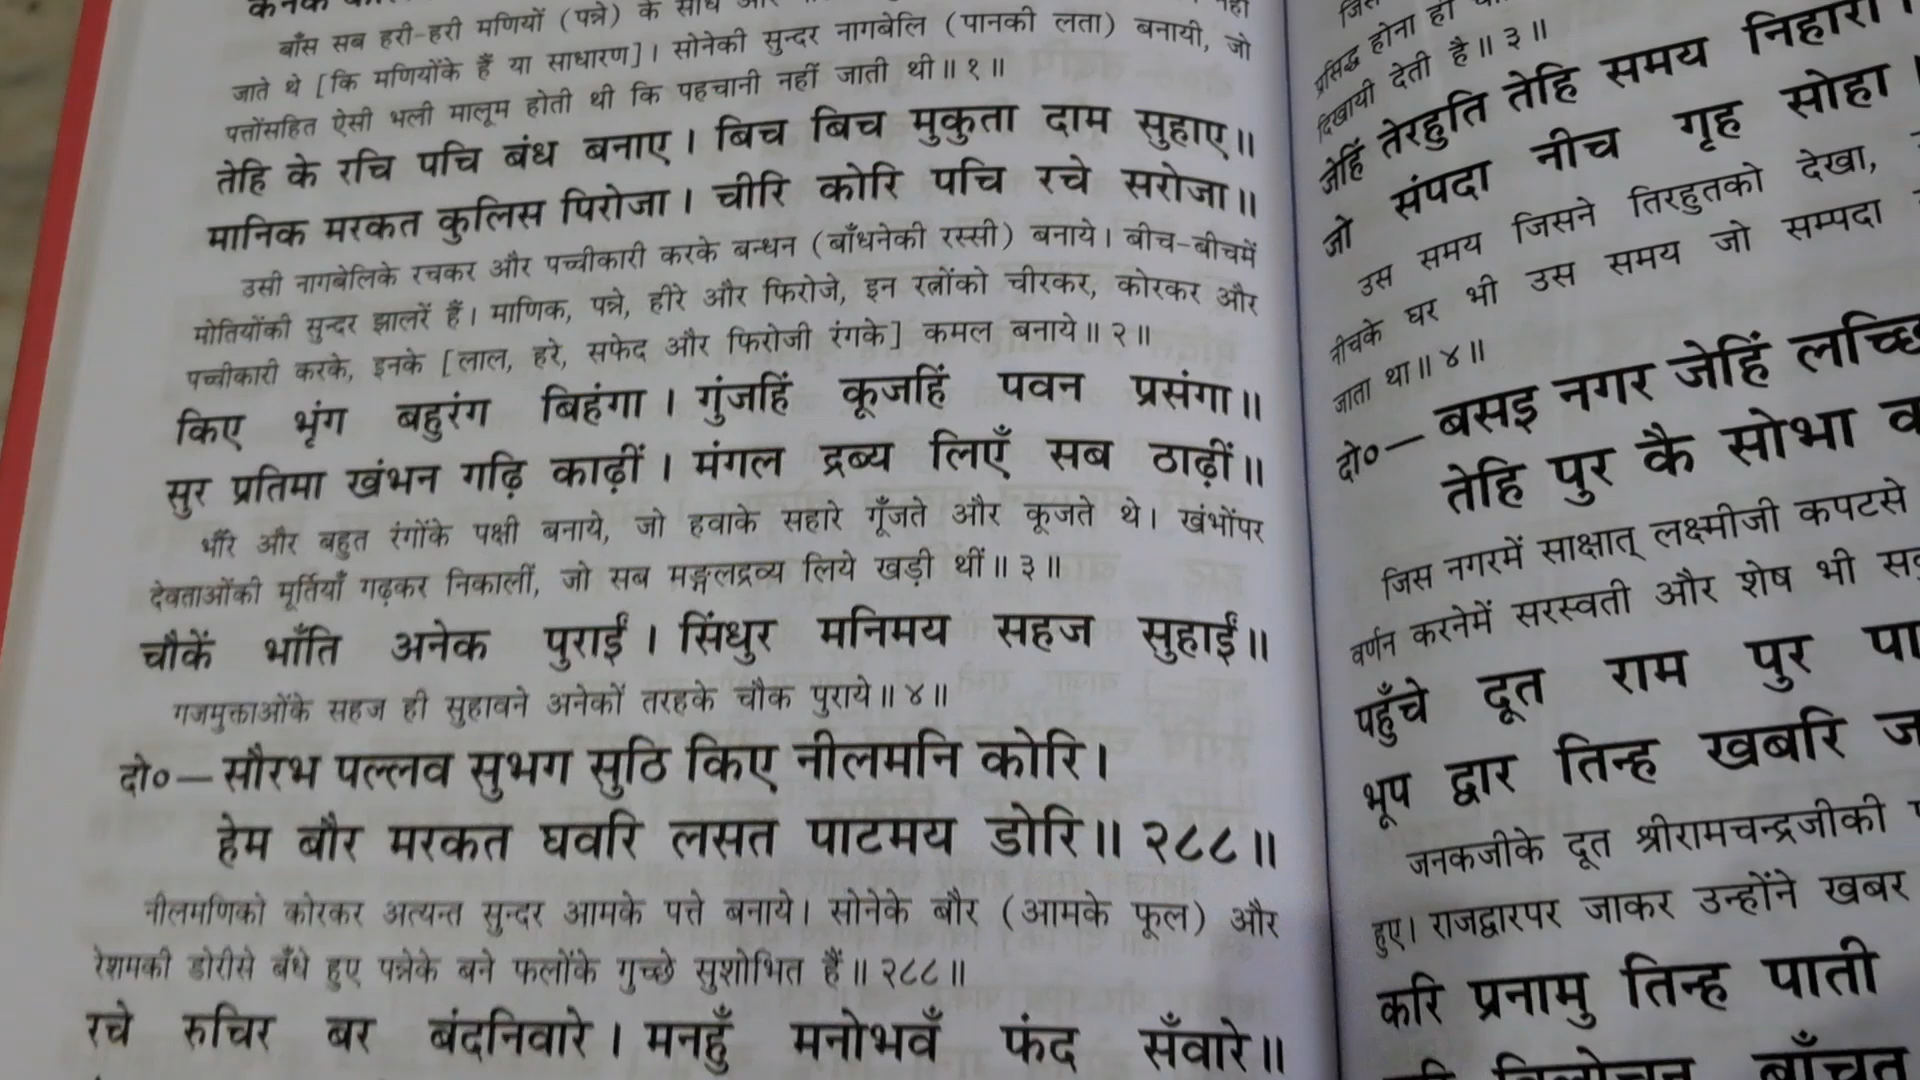 बाँस सब हरी-हरी मणियों (पन्ने) के साथ
जाते थे [कि मणियोंके हैं या साधारण]। सोनेकी सुन्दर नागबेलि (पानकी लता) बनायी, जो
पत्तोंसहित ऐसी भली मालूम होती थी कि पहचानी नहीं जाती थी॥ १॥
तेहि के रचि पचि बंध बनाए। बिच बिच मुकुता दाम सुहाए॥
मानिक मरकत कुलिस पिरोजा। चीरि कोरि पचि रचे सरोजा॥
उसी नागबेलिके रचकर और पच्चीकारी करके बन्धन (बाँधनेकी रस्सी) बनाये। बीच-बीचमें
मोतियोंकी सुन्दर झालरें हैं। माणिक, पन्ने, हीरे और फिरोजे, इन रत्नोंको चीरकर, कोरकर और
पच्चीकारी करके, इनके [लाल, हरे, सफेद और फिरोजी रंगके] कमल बनाये॥ २॥
किए भृंग बहुरंग बिहंगा। गुंजहिं कूजहिं पवन प्रसंगा॥
सुर प्रतिमा खंभन गढ़ि काढ़ीं। मंगल द्रब्य लिएँ सब ठाढ़ीं॥
भौंरे और बहुत रंगोंके पक्षी बनाये, जो हवाके सहारे गूँजते और कूजते थे। खंभोंपर
देवताओंकी मूर्तियाँ गढ़कर निकालीं, जो सब मङ्गलद्रव्य लिये खड़ी थीं॥ ३॥
चौकें भाँति अनेक पुराईं। सिंधुर मनिमय सहज सुहाईं॥
गजमुक्ताओंके सहज ही सुहावने अनेकों तरहके चौक पुराये॥ ४॥
दो०—सौरभ पल्लव सुभग सुठि किए नीलमनि कोरि।
हेम बौर मरकत घवरि लसत पाटमय डोरि॥ २८८॥
नीलमणिको कोरकर अत्यन्त सुन्दर आमके पत्ते बनाये। सोनेके बौर (आमके फूल) और
रेशमकी डोरीसे बँधे हुए पन्नेके बने फलोंके गुच्छे सुशोभित हैं॥ २८८॥
रचे रुचिर बर बंदनिवारे। मनहुँ मनोभवँ फंद सँवारे॥
प्रसिद्ध होना हो
दिखायी देती है॥ ३॥
जेहिं तेरहुति तेहि समय निहारी।
जो संपदा नीच गृह सोहा।
उस समय जिसने तिरहुतको देखा,
नीचके घर भी उस समय जो सम्पदा
जाता था॥ ४॥
दो०—बसइ नगर जेहिं लच्छि
तेहि पुर कै सोभा
जिस नगरमें साक्षात् लक्ष्मीजी कपटसे
वर्णन करनेमें सरस्वती और शेष भी
पहुँचे दूत राम पुर
भूप द्वार तिन्ह खबरि
जनकजीके दूत श्रीरामचन्द्रजीकी
हुए। राजद्वारपर जाकर उन्होंने खबर
करि प्रनामु तिन्ह पाती
बिलोचन बाँचत